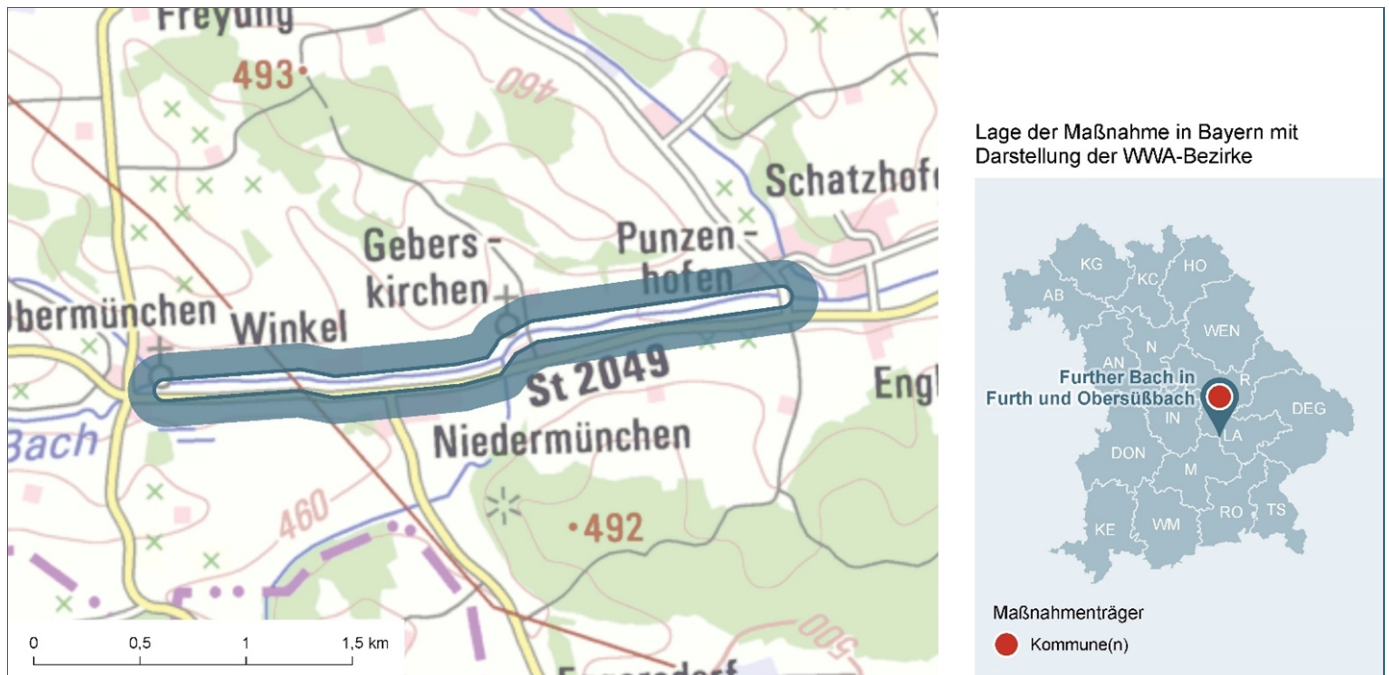 Freyung
493
460
Schatzhof
Gebers-
kirchen
Punzen-
hofen
bermünchen
Winkel
St 2049
Engl
Bach
Niedermünchen
460
492
500
0 0,5 1 1,5 km
Lage der Maßnahme in Bayern mit
Darstellung der WWA-Bezirke
KG
KC
HO
AB
WEN
N
AN
R
Further Bach in
Furth und Obersüßbach
DEG
IN
LA
DON
M
RO
TS
KE
WM
Maßnahmenträger
Kommune(n)